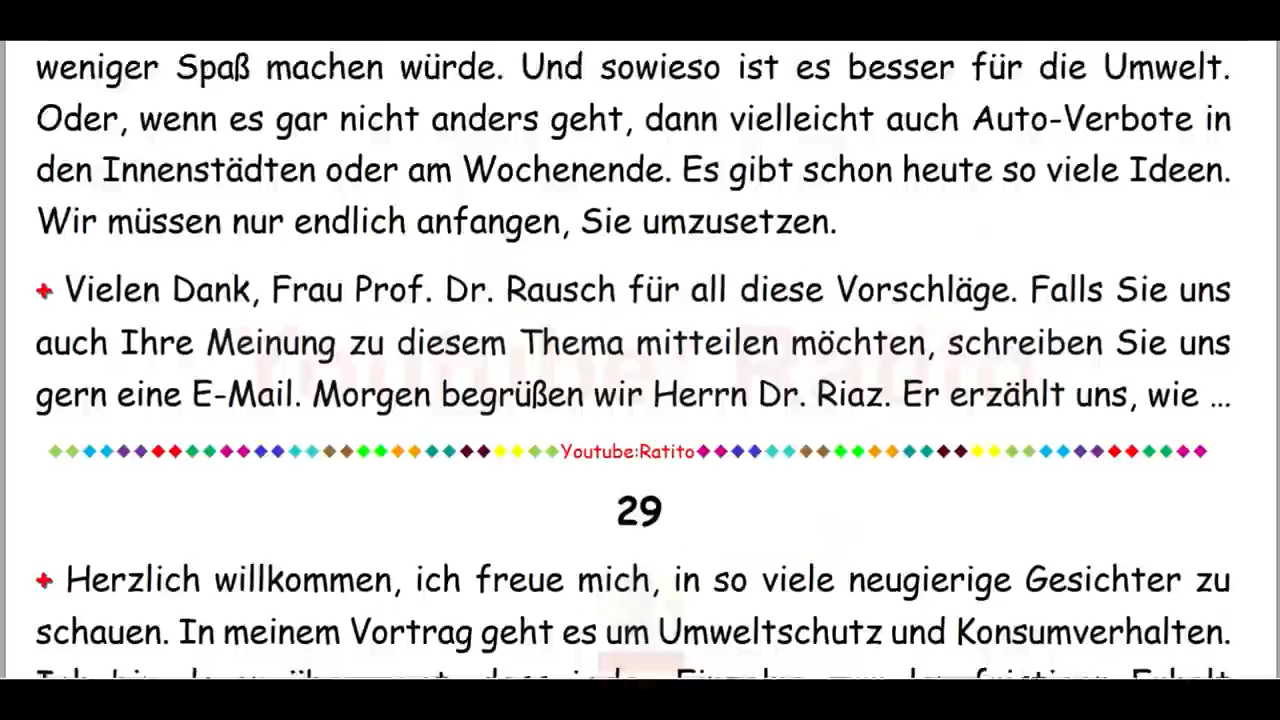 weniger Spaß machen würde. Und sowieso ist es besser für die Umwelt.
Oder, wenn es gar nicht anders geht, dann vielleicht auch Auto-Verbote in
den Innenstädten oder am Wochenende. Es gibt schon heute so viele Ideen.
Wir müssen nur endlich anfangen, Sie umzusetzen.
+ Vielen Dank, Frau Prof. Dr. Rausch für all diese Vorschläge. Falls Sie uns
auch Ihre Meinung zu diesem Thema mitteilen möchten, schreiben Sie uns
gern eine E-Mail. Morgen begrüßen wir Herrn Dr. Riaz. Er erzählt uns, wie ...
Youtube:Ratito
29
+ Herzlich willkommen, ich freue mich, in so viele neugierige Gesichter zu
schauen. In meinem Vortrag geht es um Umweltschutz und Konsumverhalten.